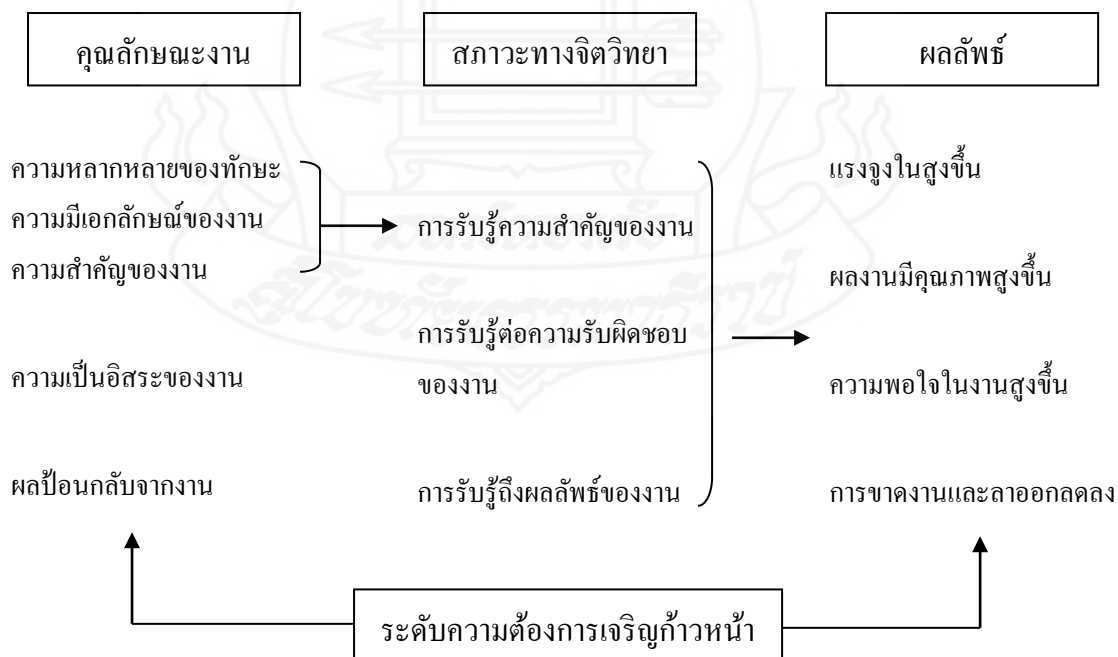 คุณลักษณะงาน
สภาวะทางจิตวิทยา
ผลลัพธ์
ความหลากหลายของทักษะ
ความมีเอกลักษณ์ของงาน
ความสำคัญของงาน
ความเป็นอิสระของงาน
ผลป้อนกลับจากงาน
การรับรู้ความสำคัญของงาน
การรับรู้ต่อความรับผิดชอบ
ของงาน
การรับรู้ถึงผลลัพธ์ของงาน
แรงจูงในสูงขึ้น
ผลงานมีคุณภาพสูงขึ้น
ความพอใจในงานสูงขึ้น
การขาดงานและลาออกลดลง
ระดับความต้องการเจริญก้าวหน้า